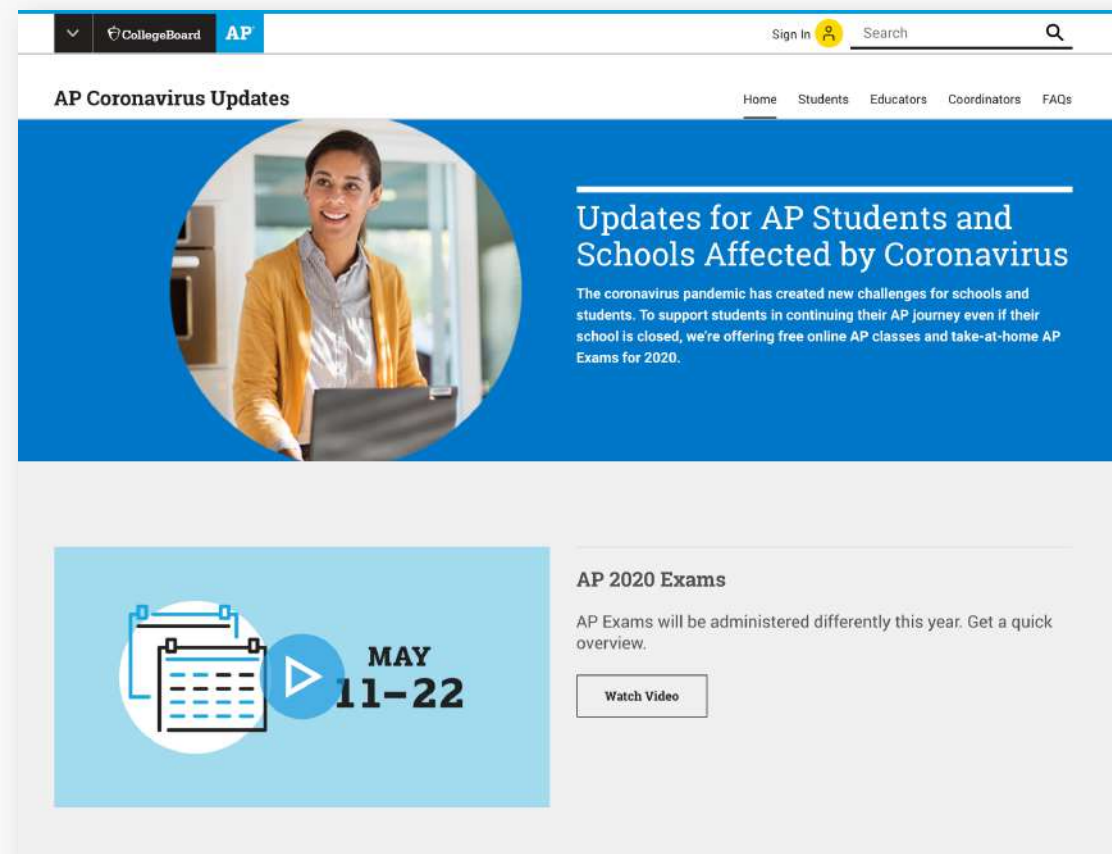 CollegeBoard
AP
Sign In
Search
AP Coronavirus Updates
Home
Students
Educators
Coordinators
FAQs
Updates for AP Students and
Schools Affected by Coronavirus
The coronavirus pandemic has created new challenges for schools and
students. To support students in continuing their AP journey even if their
school is closed, we're offering free online AP classes and take-at-home AP
Exams for 2020.
MAY
11–22
AP 2020 Exams
AP Exams will be administered differently this year. Get a quick
overview.
Watch Video